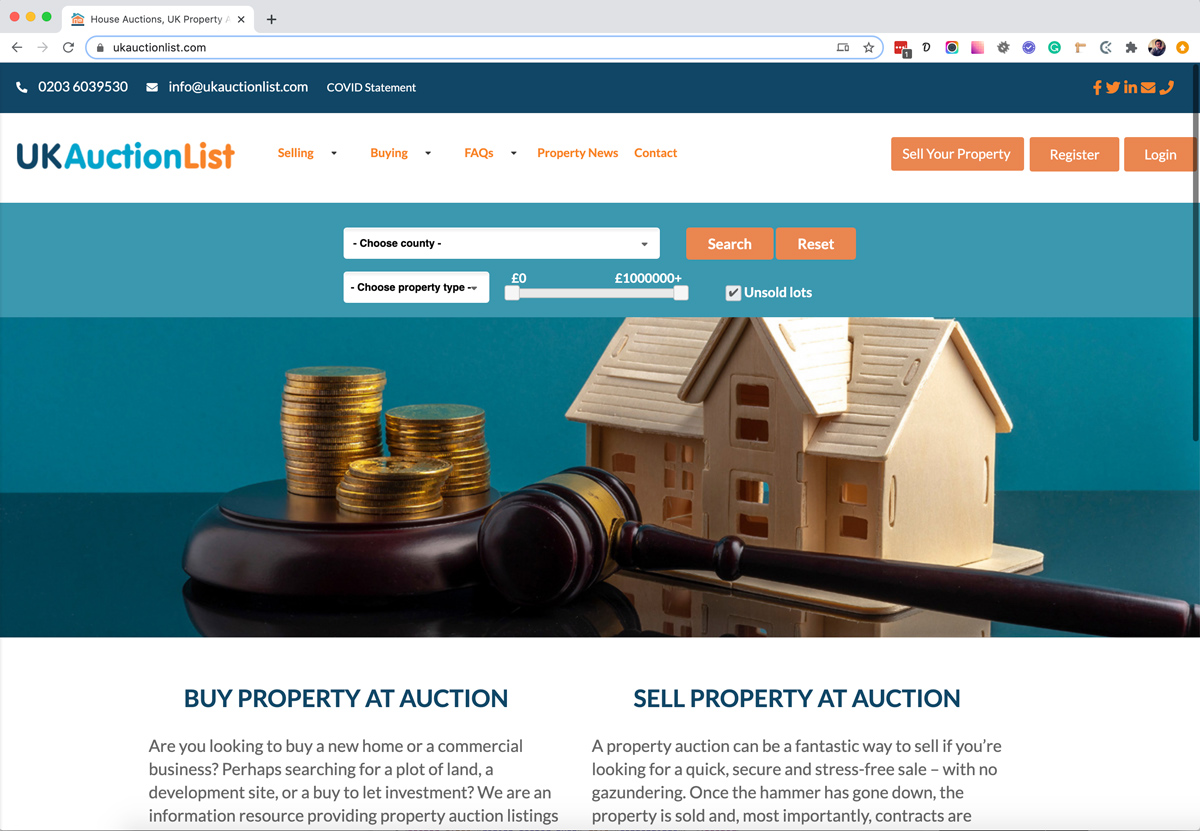 House Auctions, UK Property A
ukauctionlist.com
1
0203 6039530 info@ukauctionlist.com COVID Statement
UKAuctionList Selling Buying FAQs Property News Contact Sell Your Property Register Login
- Choose county - Search Reset
- Choose property type - £0 £1000000+ Unsold lots
BUY PROPERTY AT AUCTION
Are you looking to buy a new home or a commercial
business? Perhaps searching for a plot of land, a
development site, or a buy to let investment? We are an
information resource providing property auction listings
SELL PROPERTY AT AUCTION
A property auction can be a fantastic way to sell if you’re
looking for a quick, secure and stress-free sale – with no
gazundering. Once the hammer has gone down, the
property is sold and, most importantly, contracts are